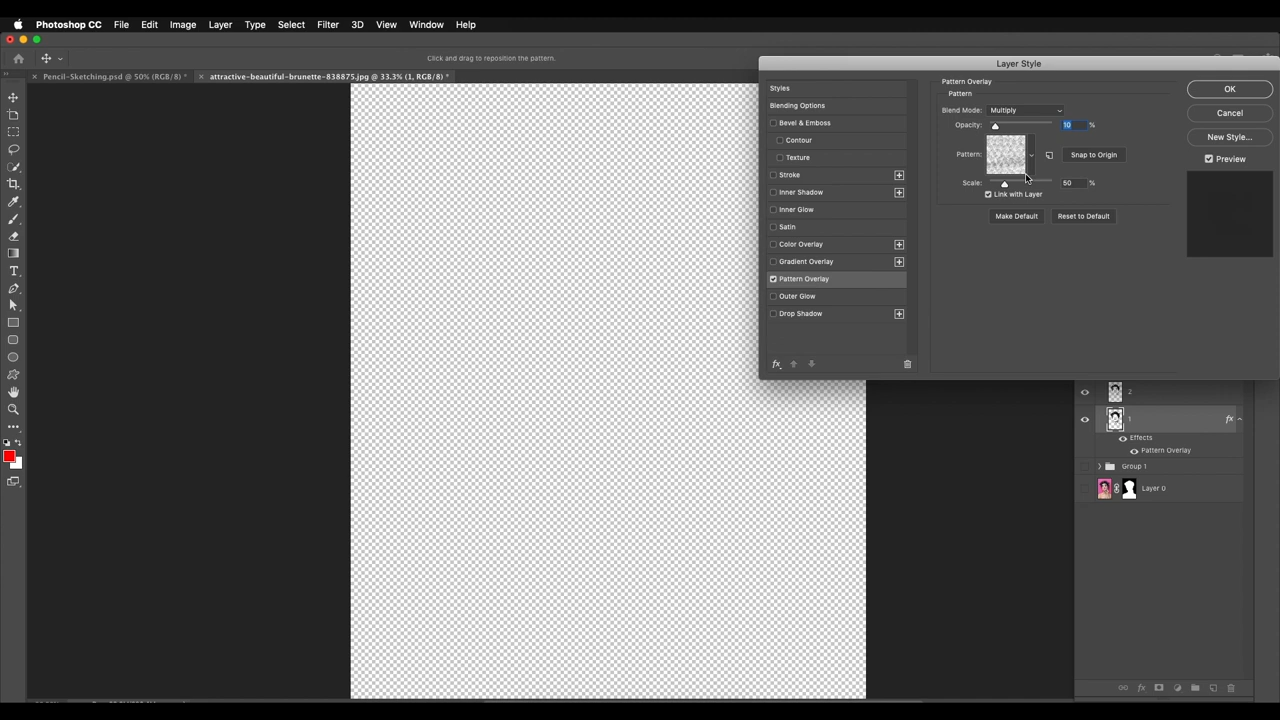 Photoshop CC File Edit Image Layer Type Select Filter 3D View Window Help
Click and drag to reposition the pattern.
Pencil-Sketching.psd @ 50% (RGB/8) * attractive-beautiful-brunette-838875.jpg @ 33.3% (1, RGB/8) *
Layer Style
Styles
Blending Options
Bevel & Emboss
Contour
Texture
Stroke
Inner Shadow
Inner Glow
Satin
Color Overlay
Gradient Overlay
Pattern Overlay
Outer Glow
Drop Shadow
fx
Pattern Overlay
Pattern
Blend Mode: Multiply
Opacity: 10 %
Pattern: Snap to Origin
Scale: 50 %
Link with Layer
Make Default Reset to Default
OK
Cancel
New Style...
Preview
2
1 fx
Effects
Pattern Overlay
Group 1
Layer 0
fx